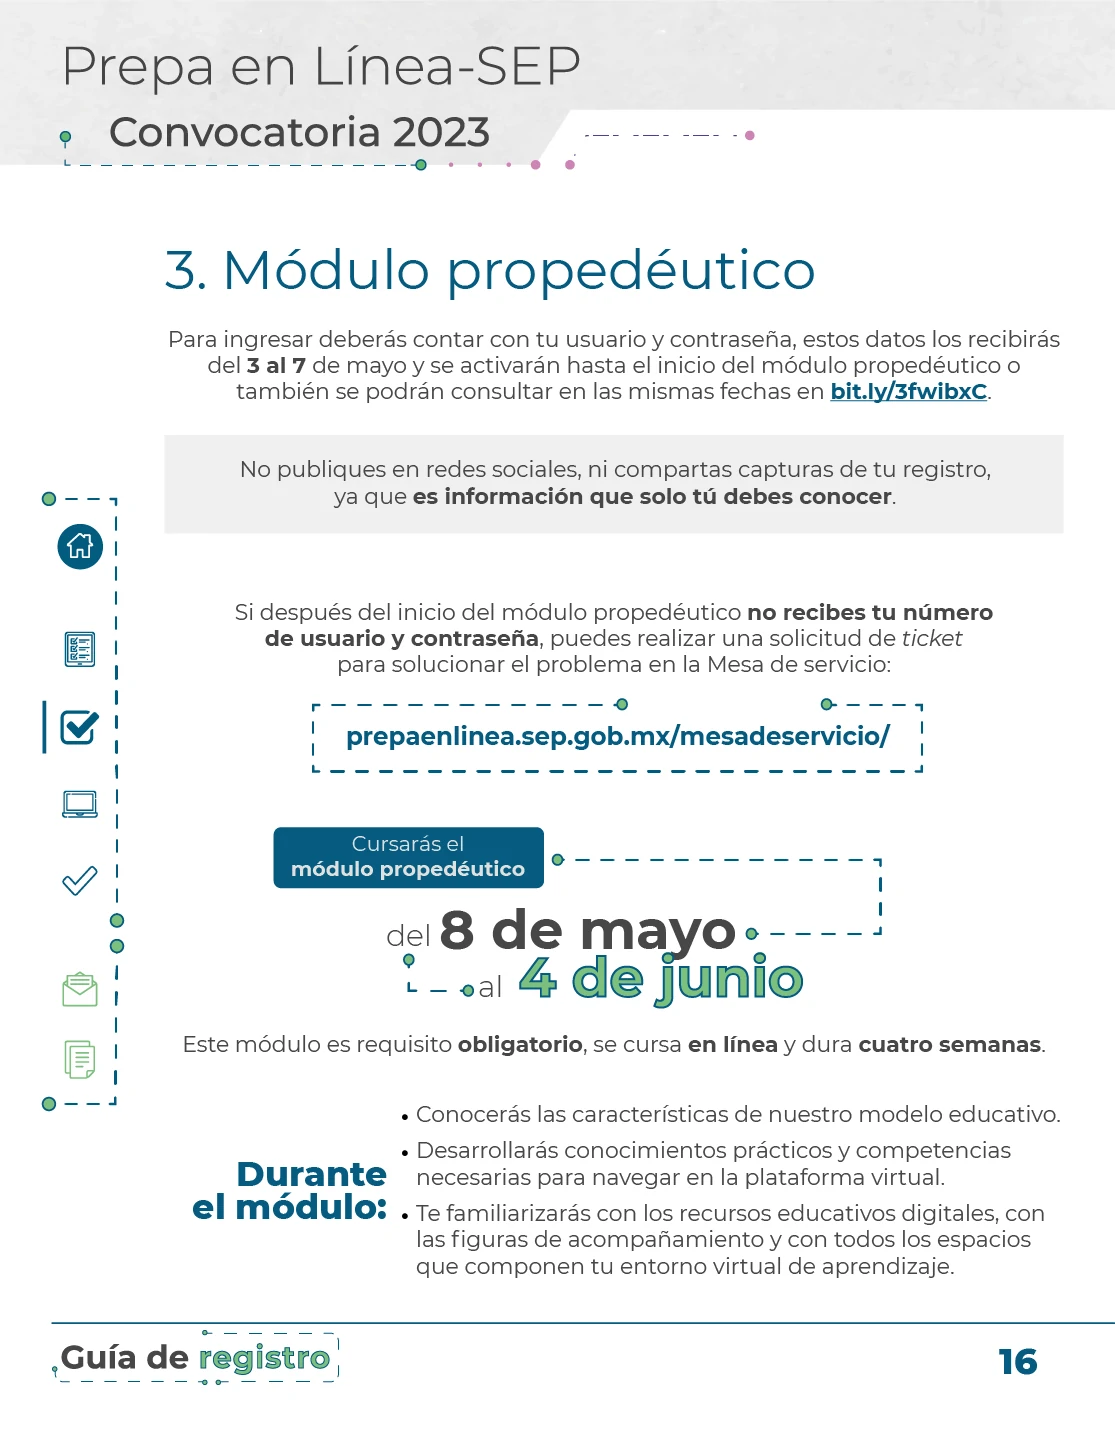 Prepa en Línea-SEP
Convocatoria 2023
3. Módulo propedéutico
Para ingresar deberás contar con tu usuario y contraseña, estos datos los recibirás
del 3 al 7 de mayo y se activarán hasta el inicio del módulo propedéutico o
también se podrán consultar en las mismas fechas en bit.ly/3fwibxC.
No publiques en redes sociales, ni compartas capturas de tu registro,
ya que es información que solo tú debes conocer.
Si después del inicio del módulo propedéutico no recibes tu número
de usuario y contraseña, puedes realizar una solicitud de ticket
para solucionar el problema en la Mesa de servicio:
prepaenlinea.sep.gob.mx/mesadeservicio/
Cursarás el
módulo propedéutico
del 8 de mayo
al 4 de junio
Este módulo es requisito obligatorio, se cursa en línea y dura cuatro semanas.
Durante
el módulo:
• Conocerás las características de nuestro modelo educativo.
• Desarrollarás conocimientos prácticos y competencias
necesarias para navegar en la plataforma virtual.
• Te familiarizarás con los recursos educativos digitales, con
las figuras de acompañamiento y con todos los espacios
que componen tu entorno virtual de aprendizaje.
Guía de registro
16